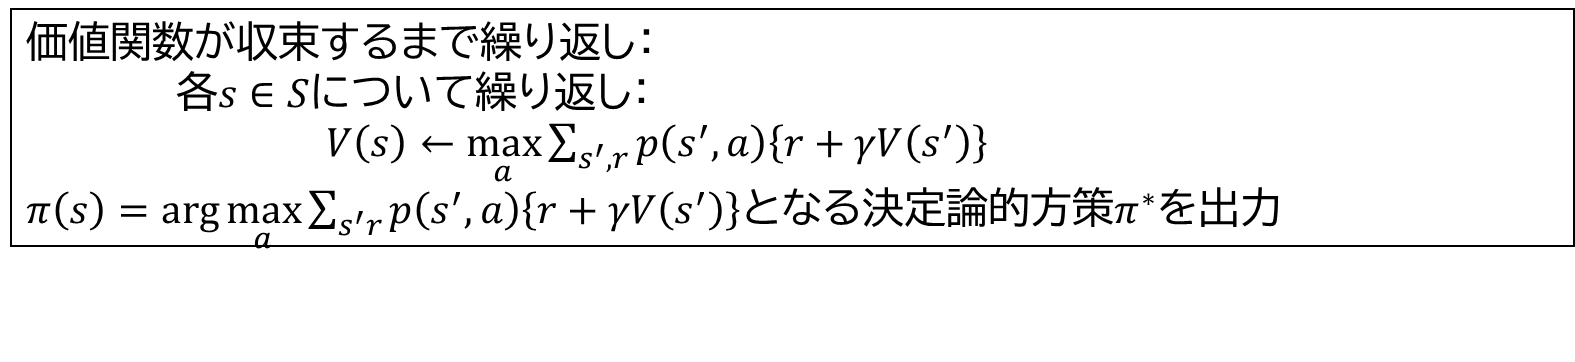 価値関数が収束するまで繰り返し：
各s ∈ Sについて繰り返し：
V(s) ← max_a ∑_{s′,r} p(s′, a){r + γV(s′)}
π(s) = arg max_a ∑_{s′r} p(s′, a){r + γV(s′)}となる決定論的方策π*を出力